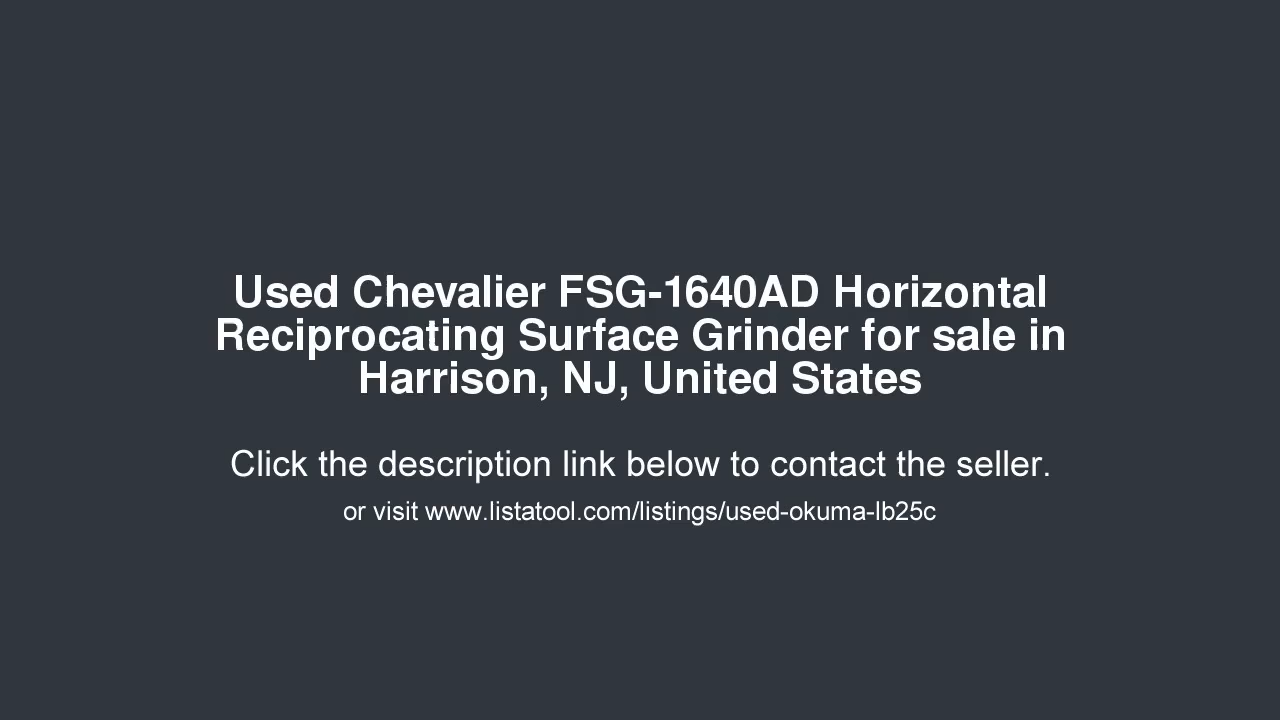 Used Chevalier FSG-1640AD Horizontal
Reciprocating Surface Grinder for sale in
Harrison, NJ, United States
Click the description link below to contact the seller.
or visit www.listatool.com/listings/used-okuma-lb25c